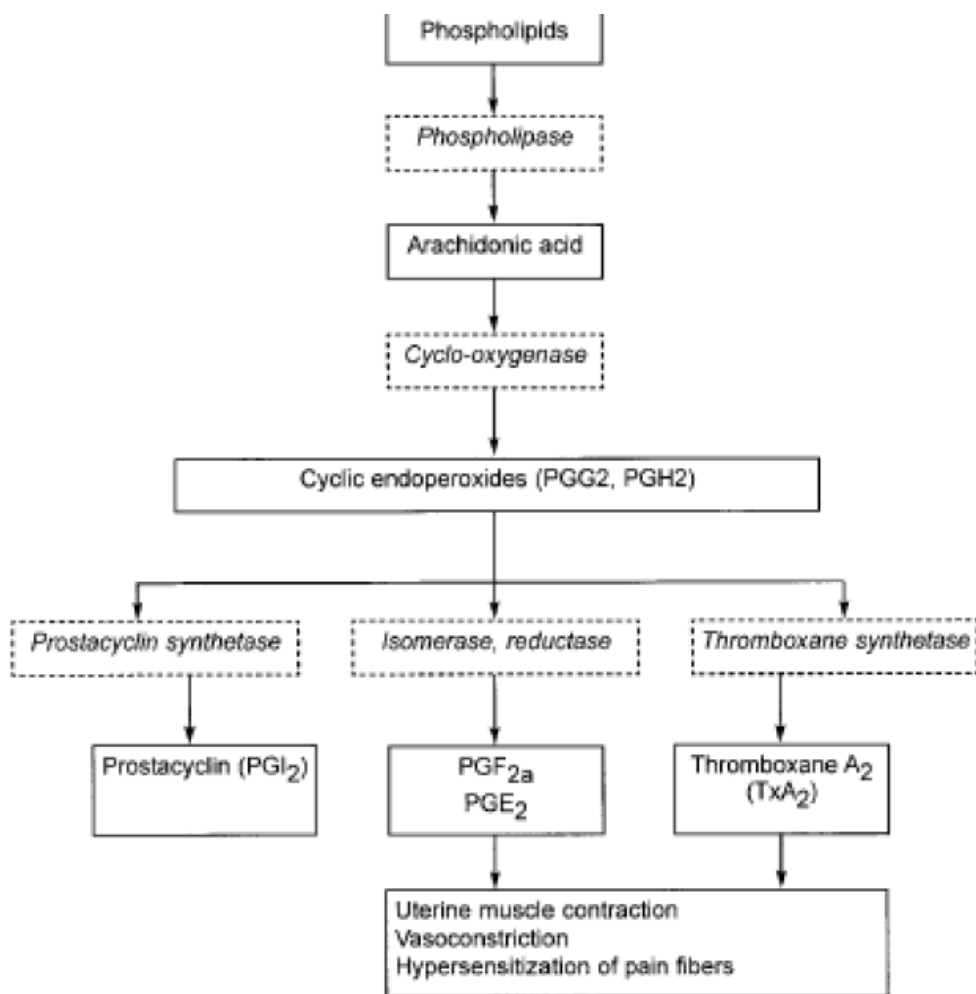 Phospholipids
Phospholipase
Arachidonic acid
Cyclo-oxygenase
Cyclic endoperoxides (PGG2, PGH2)
Prostacyclin synthetase
Isomerase, reductase
Thromboxane synthetase
Prostacyclin (PGI2)
PGF2a
PGE2
Thromboxane A2
(TxA2)
Uterine muscle contraction
Vasoconstriction
Hypersensitization of pain fibers